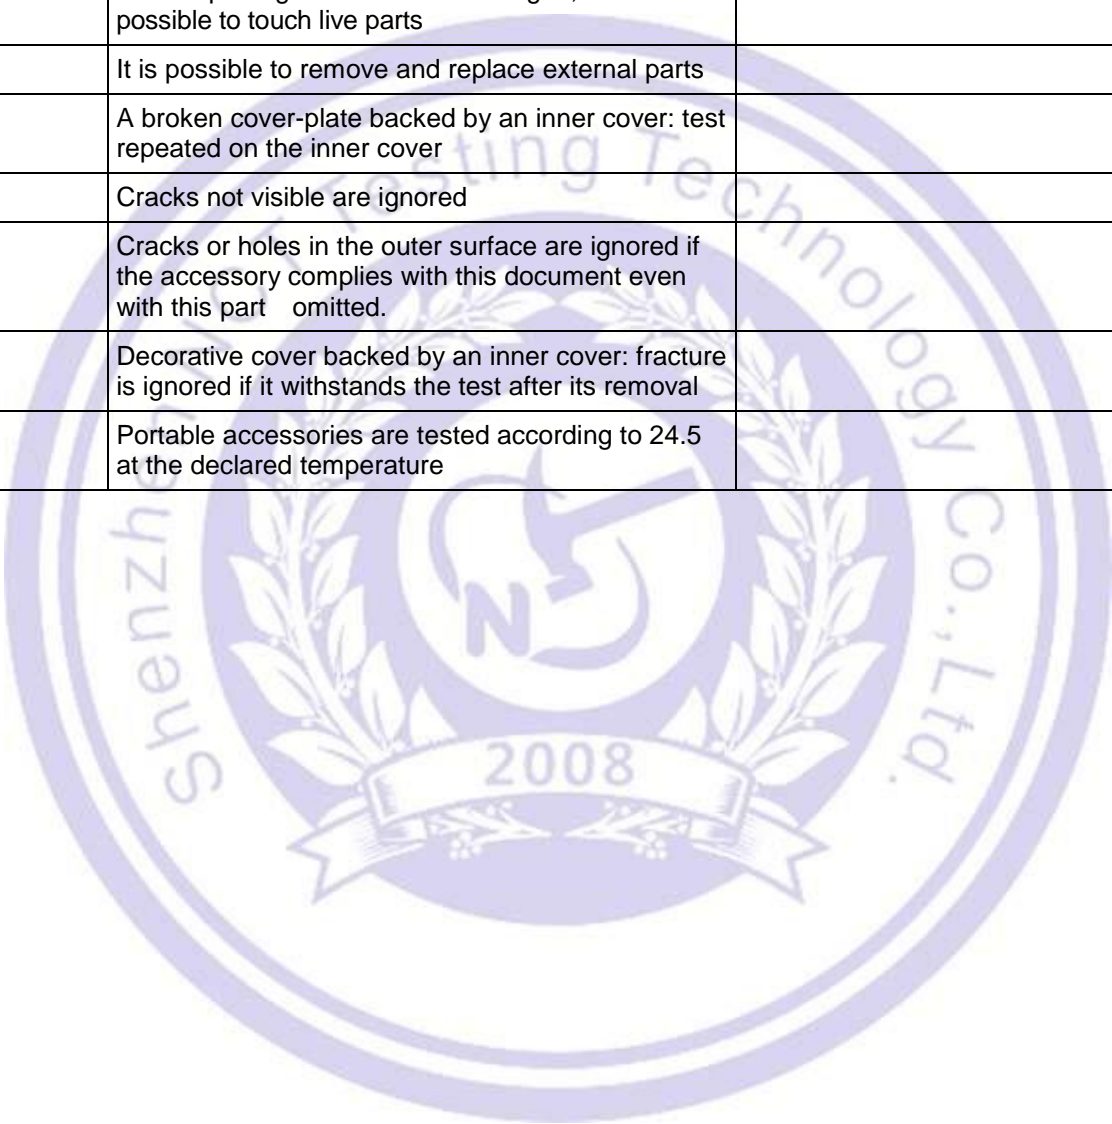 possible to touch live parts
It is possible to remove and replace external parts
A broken cover-plate backed by an inner cover: test
repeated on the inner cover
Cracks not visible are ignored
Cracks or holes in the outer surface are ignored if
the accessory complies with this document even
with this part omitted.
Decorative cover backed by an inner cover: fracture
is ignored if it withstands the test after its removal
Portable accessories are tested according to 24.5
at the declared temperature
Shenzhen NCT Testing Technology Co., Ltd.
N
2008